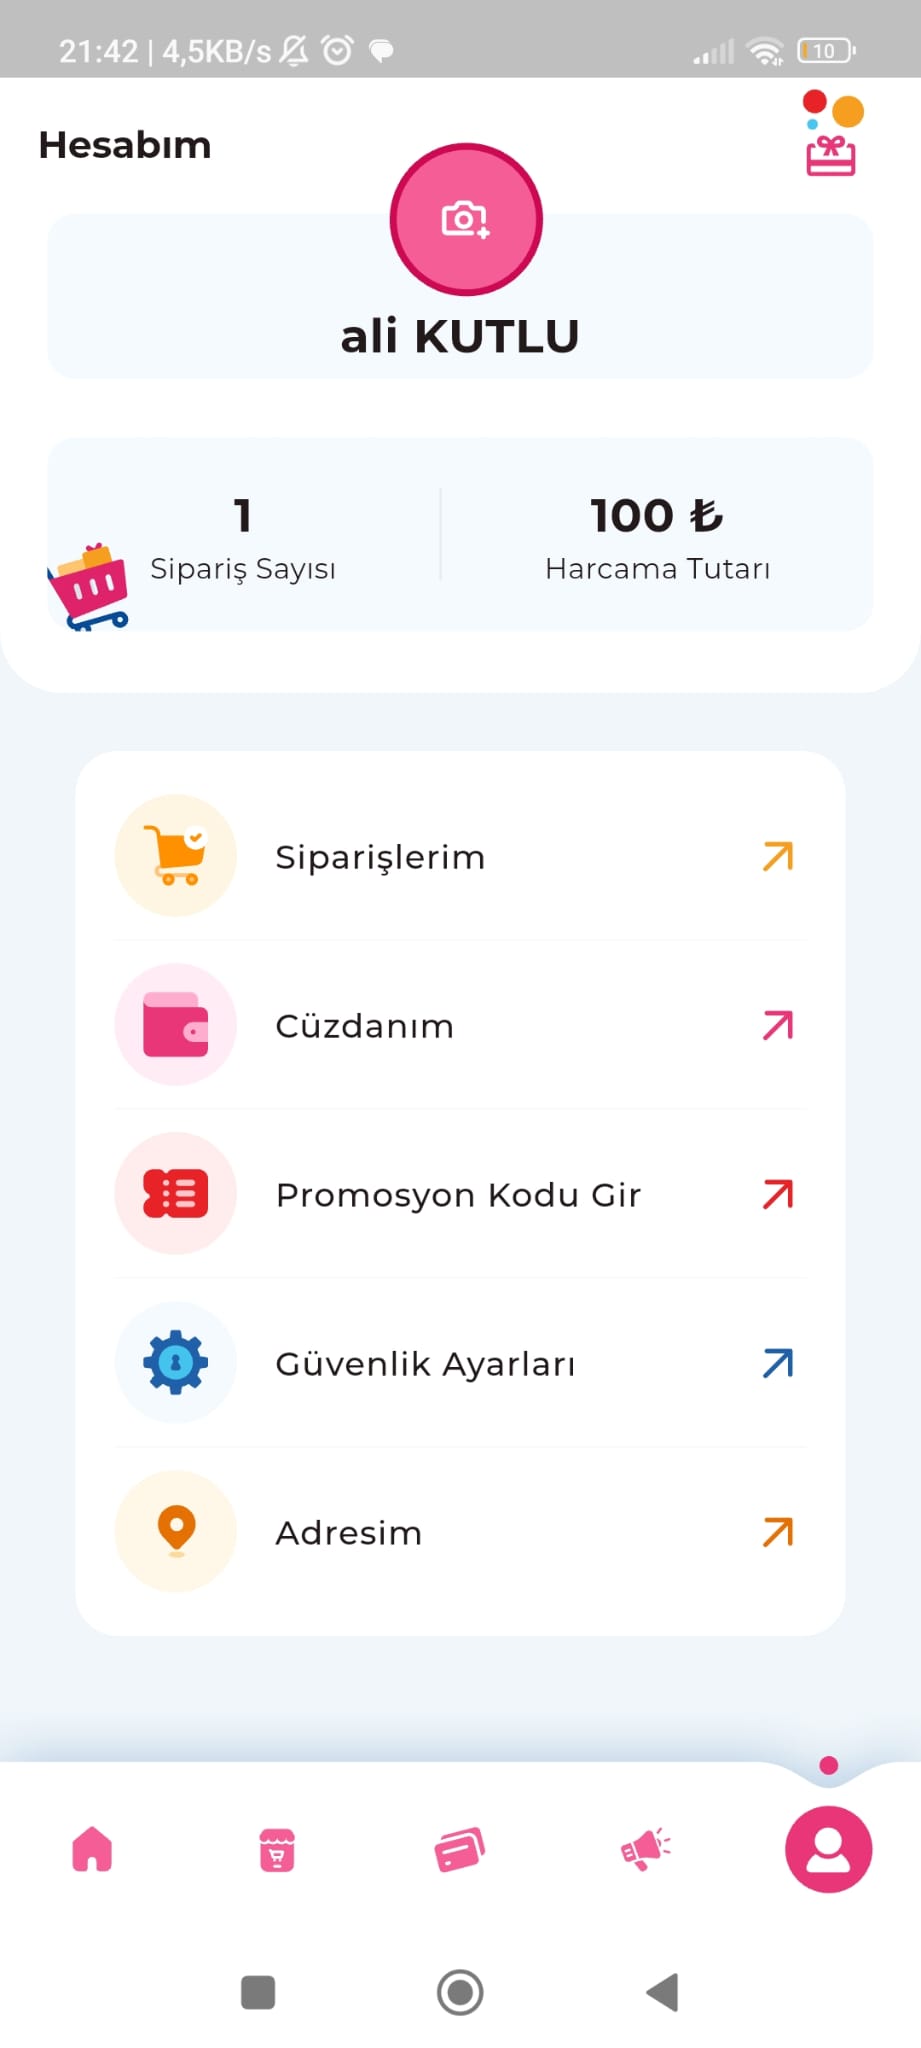 21:42 | 4,5KB/s
10
Hesabım
ali KUTLU
1
Sipariş Sayısı
100 ₺
Harcama Tutarı
Siparişlerim
Cüzdanım
Promosyon Kodu Gir
Güvenlik Ayarları
Adresim